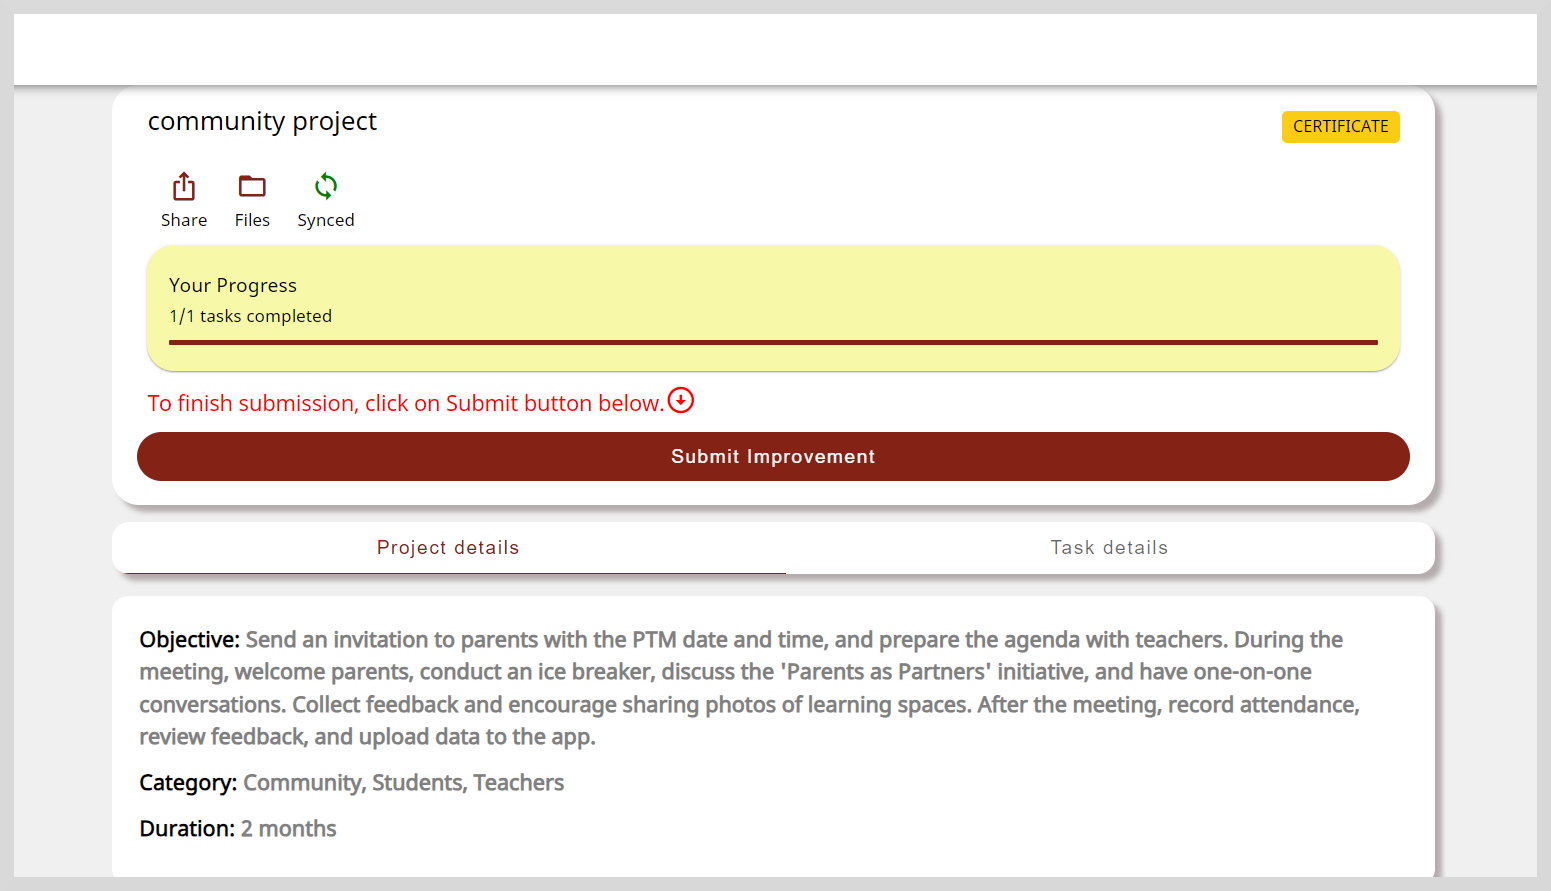 community project
CERTIFICATE
Share Files Synced
Your Progress
1/1 tasks completed
To finish submission, click on Submit button below.
Submit Improvement
Project details Task details
Objective: Send an invitation to parents with the PTM date and time, and prepare the agenda with teachers. During the
meeting, welcome parents, conduct an ice breaker, discuss the 'Parents as Partners' initiative, and have one-on-one
conversations. Collect feedback and encourage sharing photos of learning spaces. After the meeting, record attendance,
review feedback, and upload data to the app.
Category: Community, Students, Teachers
Duration: 2 months